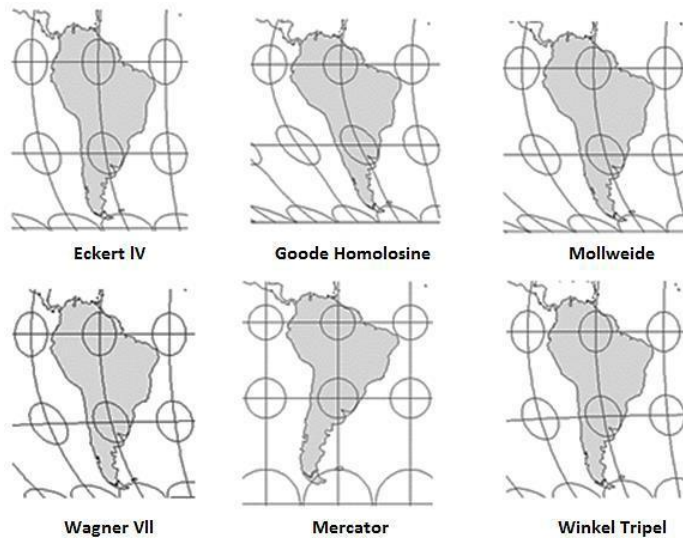 Eckert lV
Goode Homolosine
Mollweide
Wagner Vll
Mercator
Winkel Tripel